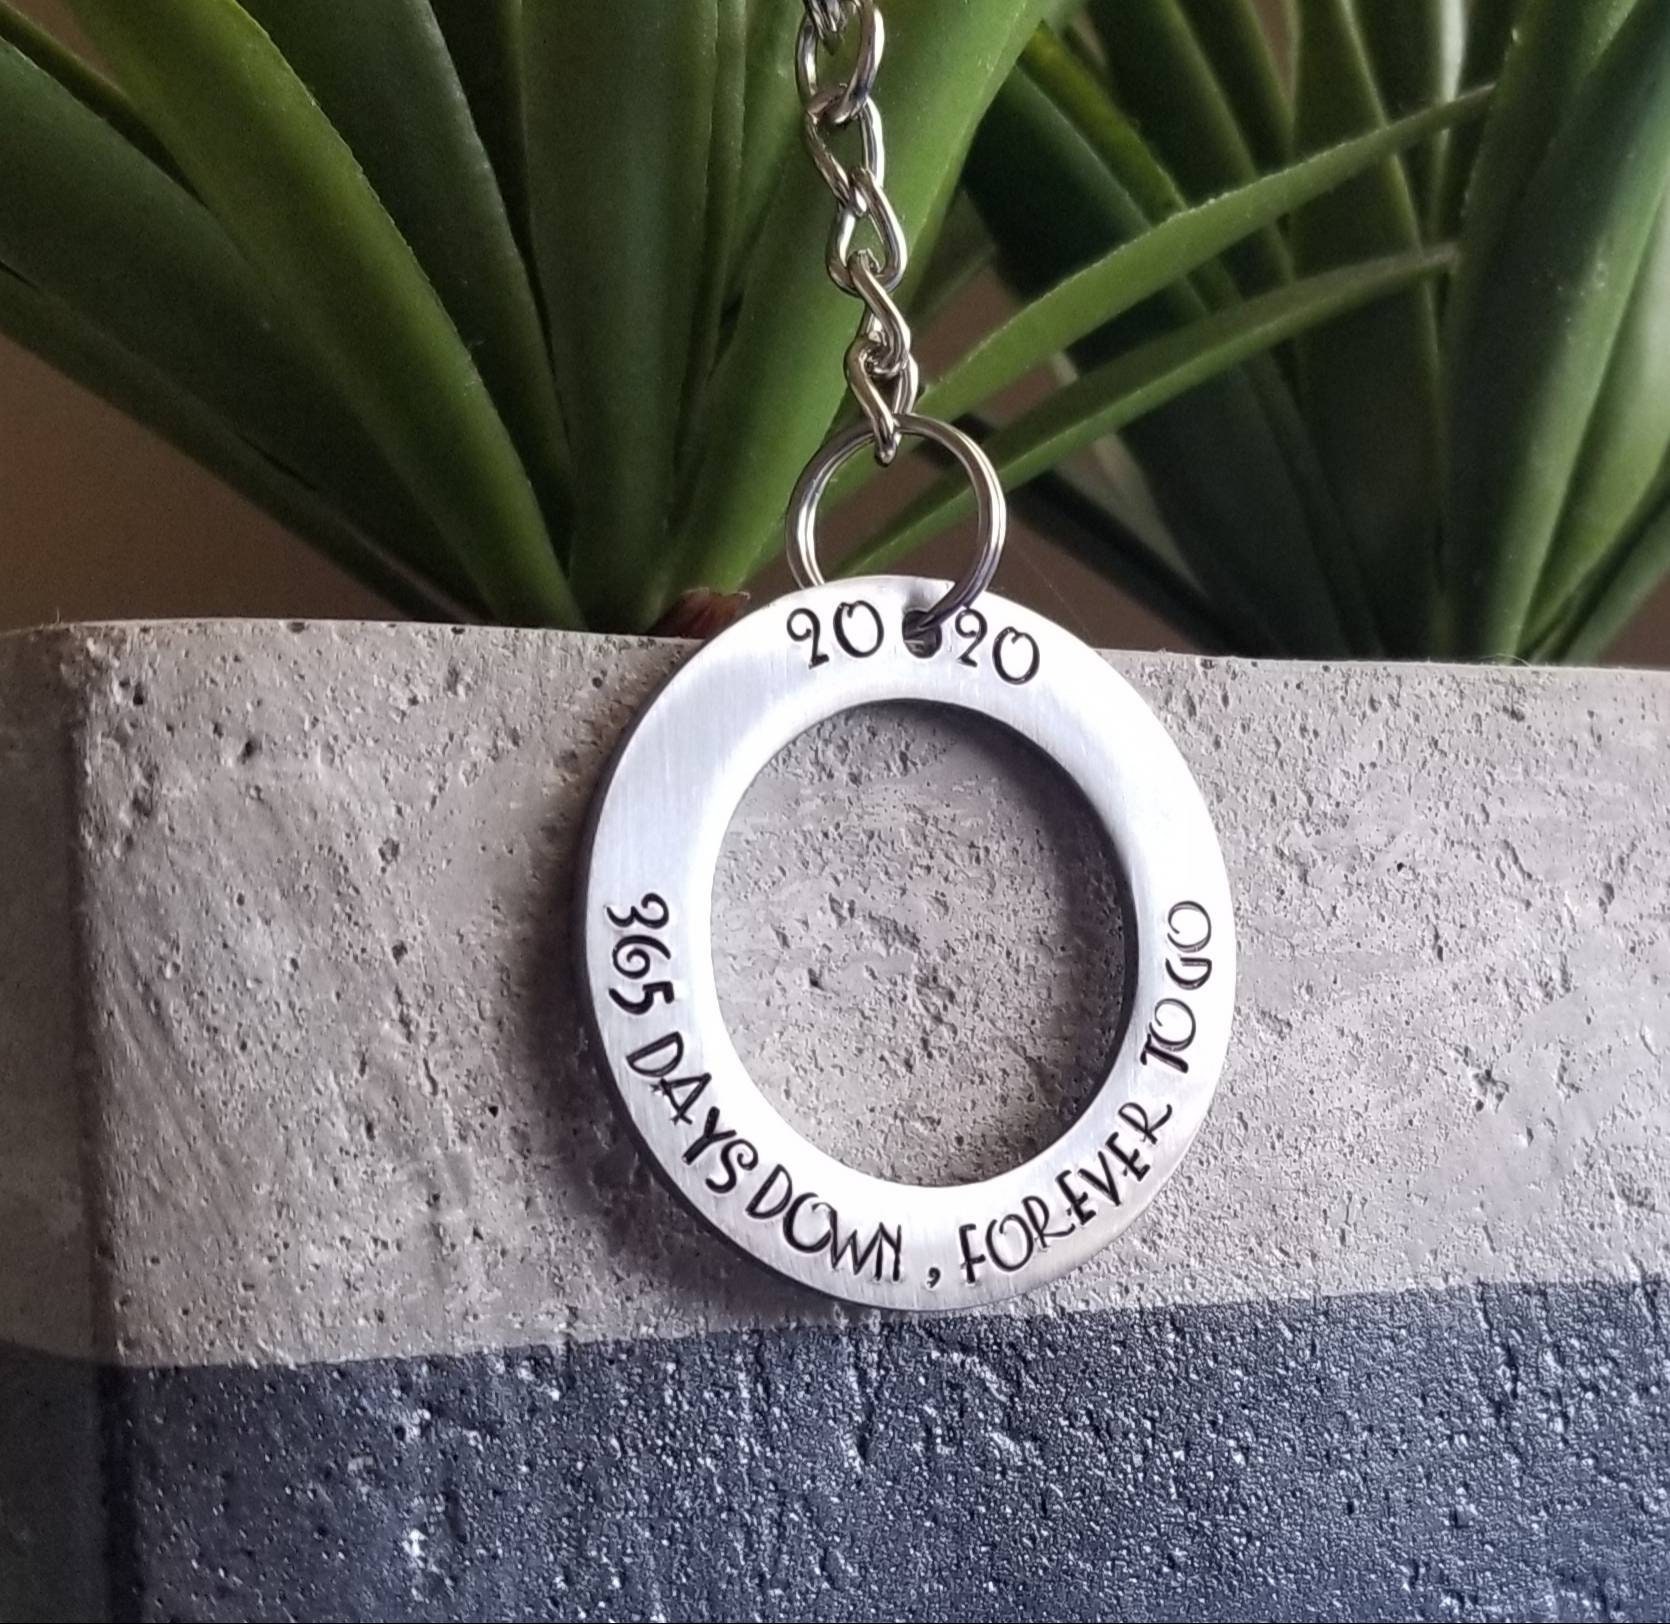 2020
365 DAYS DOWN, FOREVER TO GO